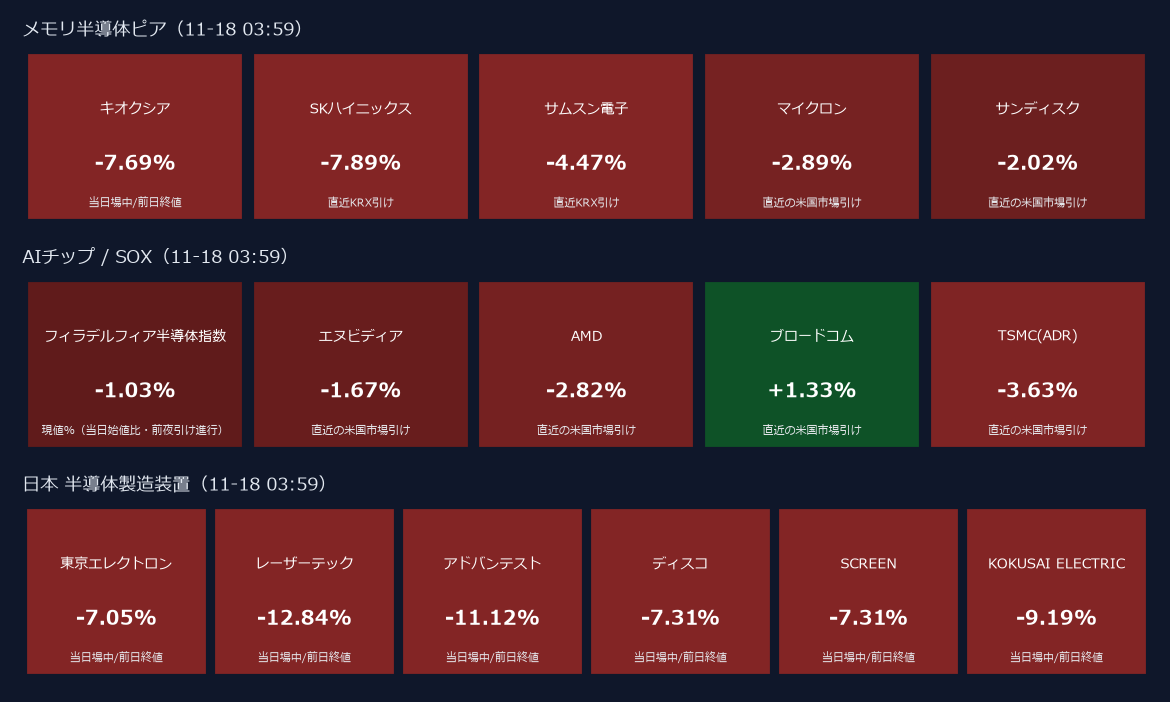 メモリ半導体ピア（11-18 03:59）
キオクシア
-7.69%
当日場中/前日終値
SKハイニックス
-7.89%
直近KRX引け
サムスン電子
-4.47%
直近KRX引け
マイクロン
-2.89%
直近の米国市場引け
サンディスク
-2.02%
直近の米国市場引け
AIチップ / SOX（11-18 03:59）
フィラデルフィア半導体指数
-1.03%
現値%（当日始値比・前夜引け進行）
エヌビディア
-1.67%
直近の米国市場引け
AMD
-2.82%
直近の米国市場引け
ブロードコム
+1.33%
直近の米国市場引け
TSMC(ADR)
-3.63%
直近の米国市場引け
日本 半導体製造装置（11-18 03:59）
東京エレクトロン
-7.05%
当日場中/前日終値
レーザーテック
-12.84%
当日場中/前日終値
アドバンテスト
-11.12%
当日場中/前日終値
ディスコ
-7.31%
当日場中/前日終値
SCREEN
-7.31%
当日場中/前日終値
KOKUSAI ELECTRIC
-9.19%
当日場中/前日終値